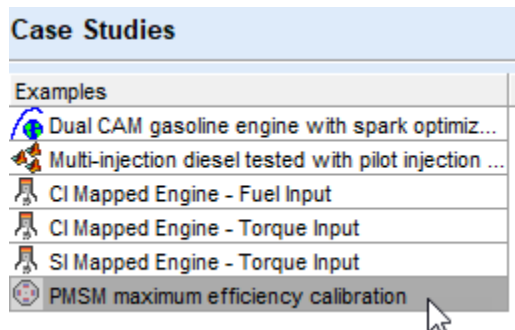 Case Studies
Examples
Dual CAM gasoline engine with spark optimiz...
Multi-injection diesel tested with pilot injection ...
CI Mapped Engine - Fuel Input
CI Mapped Engine - Torque Input
SI Mapped Engine - Torque Input
PMSM maximum efficiency calibration